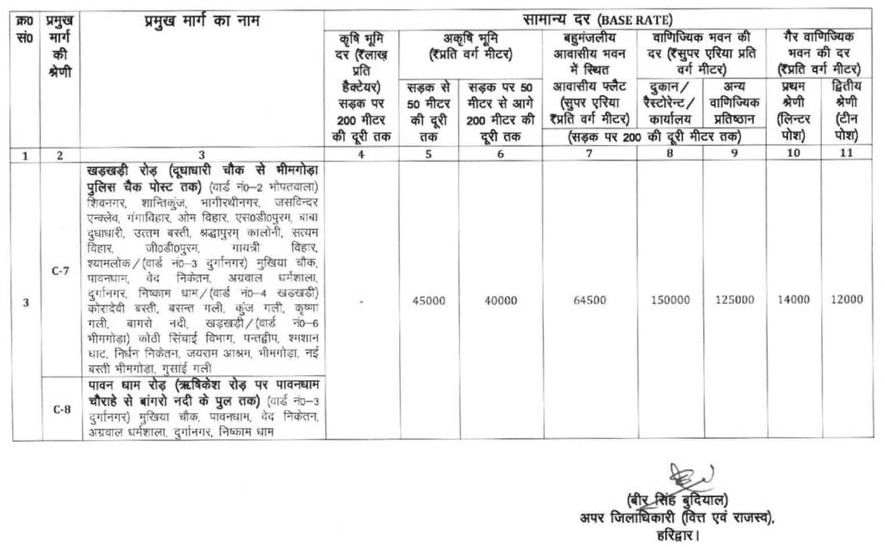 क्र०
सं०
प्रमुख
मार्ग
की
श्रेणी
प्रमुख मार्ग का नाम
सामान्य दर (BASE RATE)
कृषि भूमि
दर (₹लाख
प्रति
हैक्टेयर)
सड़क पर
200 मीटर
की दूरी तक
अकृषि भूमि
(₹प्रति वर्ग मीटर)
सड़क से
50 मीटर
की दूरी
तक
सड़क पर 50
मीटर से आगे
200 मीटर की
दूरी तक
बहुमंजलीय
आवासीय भवन
में स्थित
आवासीय फ्लैट
(सुपर एरिया
₹प्रति वर्ग मीटर)
वाणिज्यिक भवन की
दर (₹सुपर एरिया प्रति
वर्ग मीटर)
दुकान/
रैस्टोरेन्ट/
कार्यालय
अन्य
वाणिज्यिक
प्रतिष्ठान
(सड़क पर 200 की दूरी मीटर तक)
गैर वाणिज्यिक
भवन की दर
(₹प्रति वर्ग मीटर)
प्रथम
श्रेणी
(लिन्टर
पोश)
द्वितीय
श्रेणी
(टीन
पोश)
1 2 3 4 5 6 7 8 9 10 11
3
C-7
खड़खड़ी रोड़ (दूधाधारी चौक से भीमगोड़ा
पुलिस चैक पोस्ट तक) (वार्ड नं0-2 भोपतवाला)
शिवनगर, शान्तिकुंज, भागीरथीनगर, जसविन्दर
एन्क्लेव, गंगाविहार, ओम विहार, एस0डी0पुरम, बाबा
दुधाधारी, उत्तम बस्ती, श्रद्धापुरम् कालोनी, सत्यम
विहार, जी0डी0पुरम, गायत्री विहार,
श्यामलोक/(वार्ड नं0-3 दुर्गानगर) मुखिया चौक,
पावनधाम, वेद निकेतन, अग्रवाल धर्मशाला,
दुर्गानगर, निष्काम धाम/(वार्ड नं0-4 खड़खड़ी)
कोरादेवी बस्ती, बसन्त गली, कुंज गली, कृष्णा
गली, बागरो नदी, खड़खड़ी/(वार्ड नं0-6
भीमगोड़ा) कोठी सिंचाई विभाग, पन्तद्वीप, श्मशान
घाट, निर्धन निकेतन, जयराम आश्रम, भीमगोड़ा, नई
बस्ती भीमगोड़ा, गुसांई गली
- 45000 40000 64500 150000 125000 14000 12000
C-8
पावन धाम रोड़ (ऋषिकेश रोड़ पर पावनधाम
चौराहे से बांगरो नदी के पुल तक) (वार्ड नं0-3
दुर्गानगर) मुखिया चौक, पावनधाम, वेद निकेतन,
अग्रवाल धर्मशाला, दुर्गानगर, निष्काम धाम
(बीर सिंह बुदियाल)
अपर जिलाधिकारी (वित्त एवं राजस्व),
हरिद्वार।